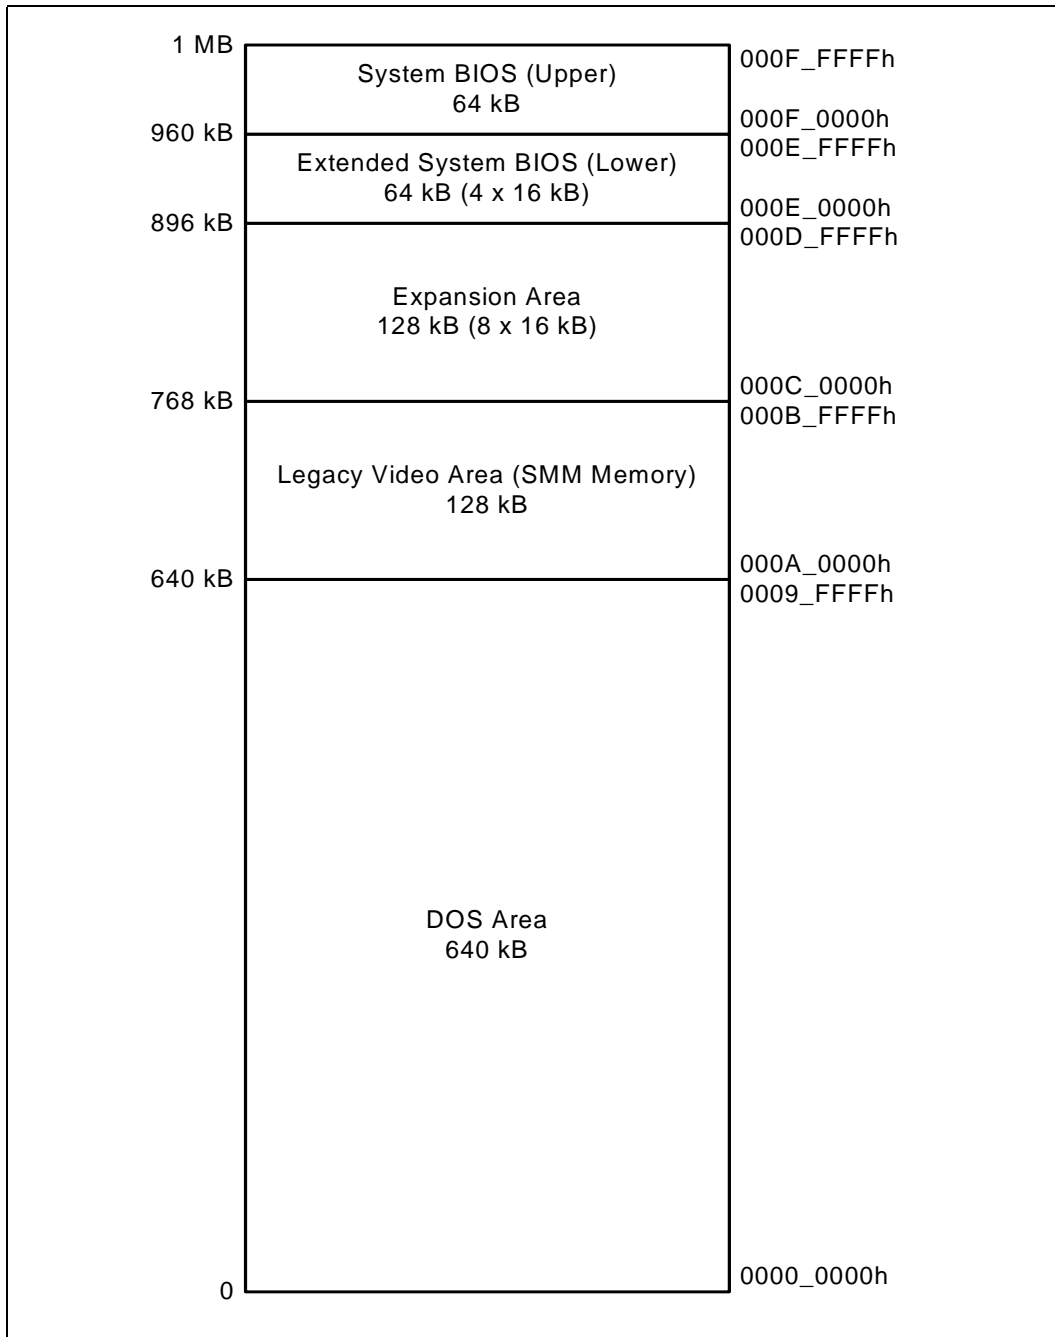 1 MB
000F_FFFFh
System BIOS (Upper)
64 kB
000F_0000h
960 kB
000E_FFFFh
Extended System BIOS (Lower)
64 kB (4 x 16 kB)
000E_0000h
896 kB
000D_FFFFh
Expansion Area
128 kB (8 x 16 kB)
000C_0000h
768 kB
000B_FFFFh
Legacy Video Area (SMM Memory)
128 kB
000A_0000h
640 kB
0009_FFFFh
DOS Area
640 kB
0000_0000h
0